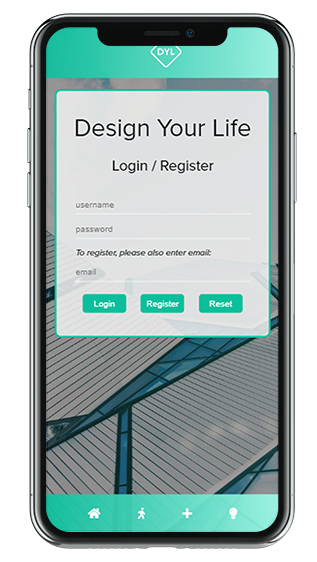 DYL
Design Your Life
Login / Register
username
password
To register, please also enter email:
email
Login Register Reset